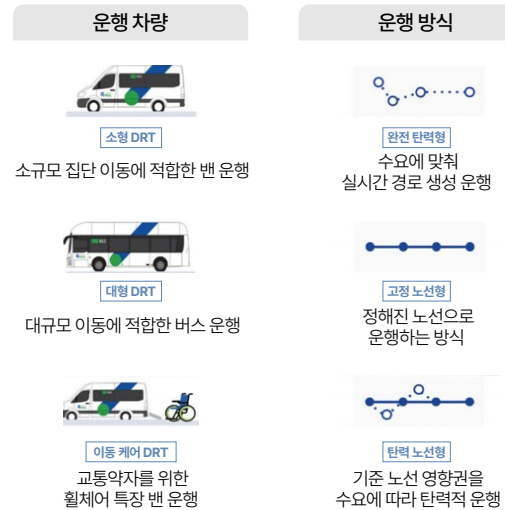 운행 차량
소형 DRT
소규모 집단 이동에 적합한 밴 운행
대형 DRT
대규모 이동에 적합한 버스 운행
이동 케어 DRT
교통약자를 위한
휠체어 특장 밴 운행
운행 방식
완전 탄력형
수요에 맞춰
실시간 경로 생성 운행
고정 노선형
정해진 노선으로
운행하는 방식
탄력 노선형
기준 노선 영향권을
수요에 따라 탄력적 운행